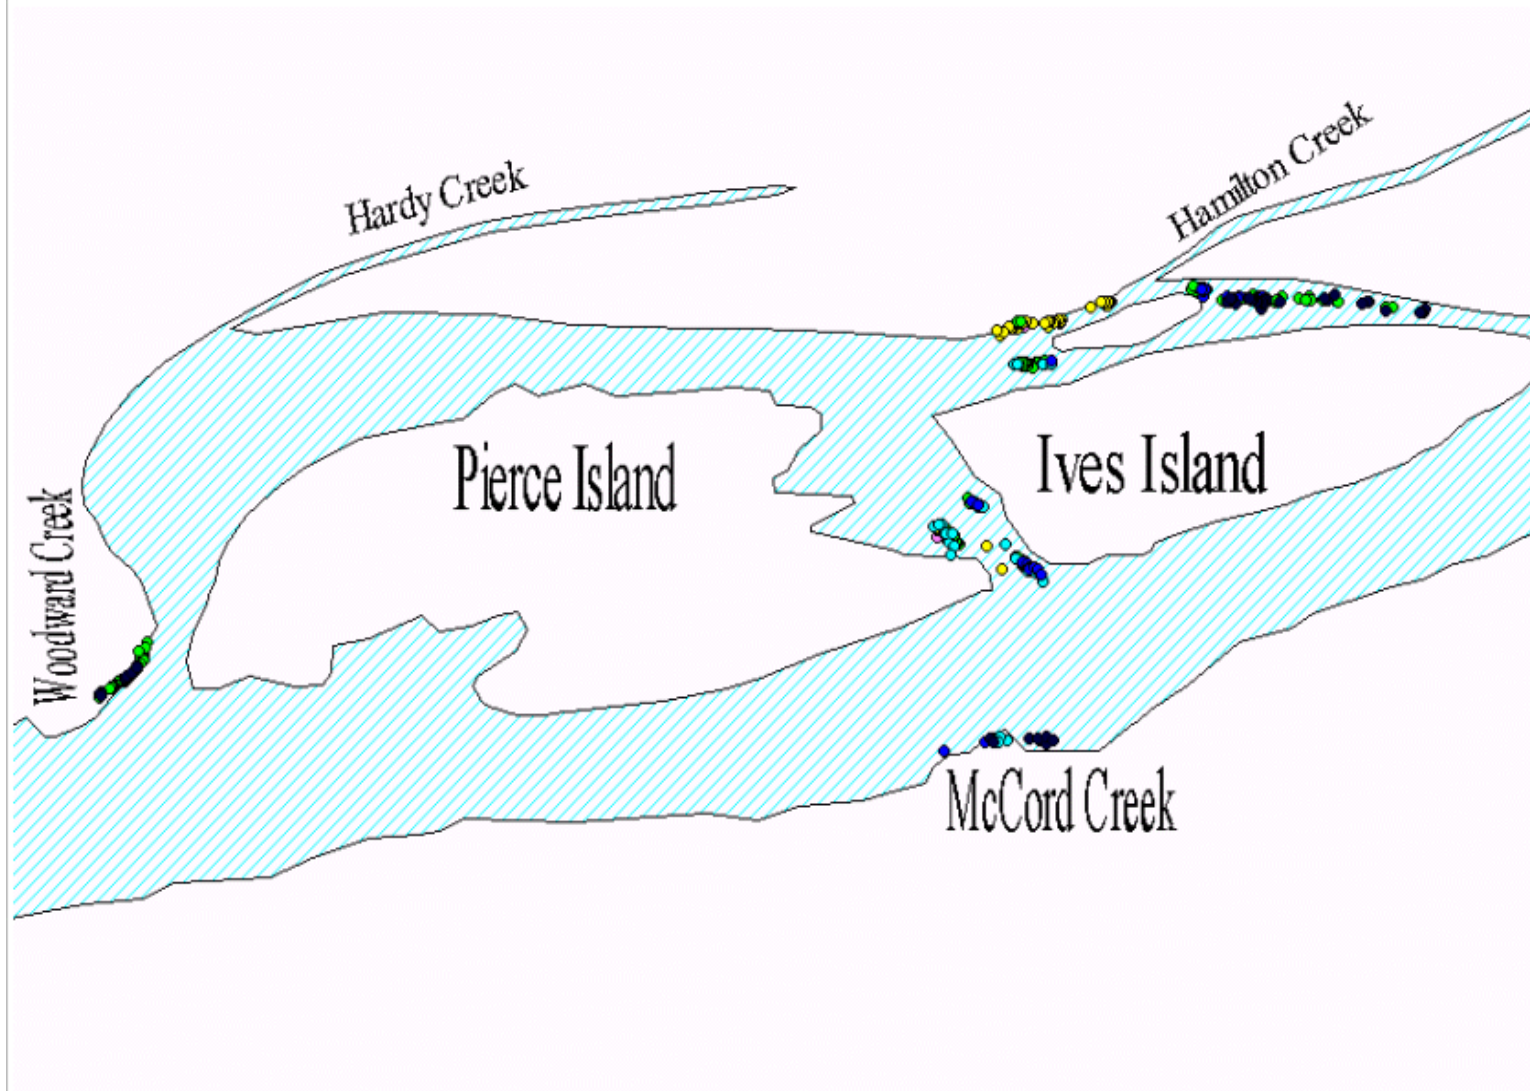 Hamilton Creek
Hardy Creek
Pierce Island
Ives Island
Woodward Creek
McCord Creek